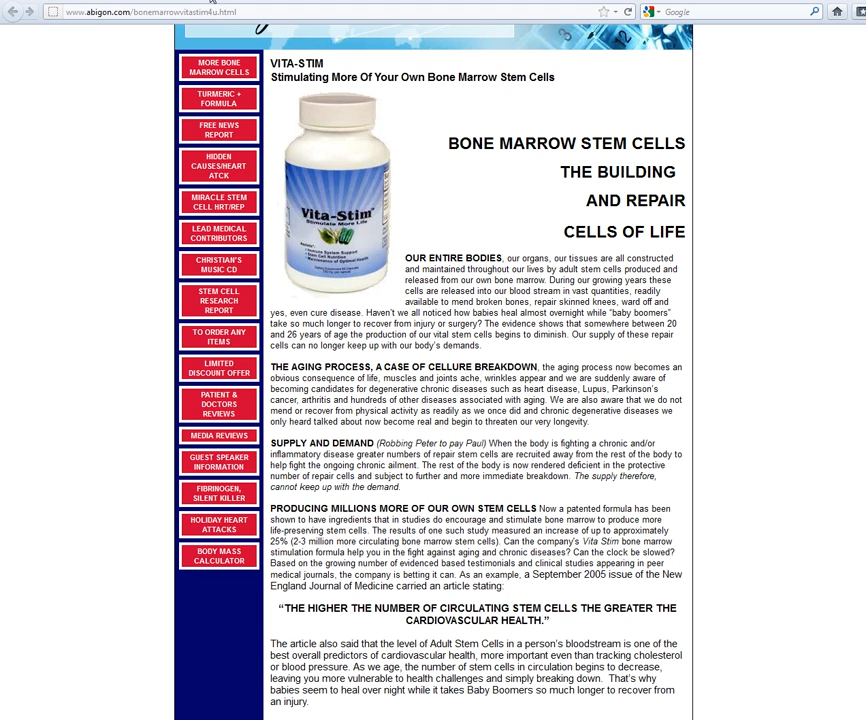 www.abigon.com/bonemarrowvitastim4u.html
Google
MORE BONE
MARROW CELLS
TURMERIC +
FORMULA
FREE NEWS
REPORT
HIDDEN
CAUSES/HEART
ATCK
MIRACLE STEM
CELL HRT/REP
LEAD MEDICAL
CONTRIBUTORS
CHRISTIAN'S
MUSIC CD
STEM CELL
RESEARCH
REPORT
TO ORDER ANY
ITEMS
LIMITED
DISCOUNT OFFER
PATIENT &
DOCTORS
REVIEWS
MEDIA REVIEWS
GUEST SPEAKER
INFORMATION
FIBRINOGEN,
SILENT KILLER
HOLIDAY HEART
ATTACKS
BODY MASS
CALCULATOR
VITA-STIM
Stimulating More Of Your Own Bone Marrow Stem Cells
Vita-Stim™
Stimulate More Life
Immune System Support
Stem Cell Nutrition
Maintenance of Optimal Health
BONE MARROW STEM CELLS
THE BUILDING
AND REPAIR
CELLS OF LIFE
OUR ENTIRE BODIES, our organs, our tissues are all constructed
and maintained throughout our lives by adult stem cells produced and
released from our own bone marrow. During our growing years these
cells are released into our blood stream in vast quantities, readily
available to mend broken bones, repair skinned knees, ward off and
yes, even cure disease. Haven't we all noticed how babies heal almost overnight while "baby boomers"
take so much longer to recover from injury or surgery? The evidence shows that somewhere between 20
and 26 years of age the production of our vital stem cells begins to diminish. Our supply of these repair
cells can no longer keep up with our body's demands.
THE AGING PROCESS, A CASE OF CELLURE BREAKDOWN, the aging process now becomes an
obvious consequence of life, muscles and joints ache, wrinkles appear and we are suddenly aware of
becoming candidates for degenerative chronic diseases such as heart disease, Lupus, Parkinson's
cancer, arthritis and hundreds of other diseases associated with aging. We are also aware that we do not
mend or recover from physical activity as readily as we once did and chronic degenerative diseases we
only heard talked about now become real and begin to threaten our very longevity.
SUPPLY AND DEMAND (Robbing Peter to pay Paul) When the body is fighting a chronic and/or
inflammatory disease greater numbers of repair stem cells are recruited away from the rest of the body to
help fight the ongoing chronic ailment. The rest of the body is now rendered deficient in the protective
number of repair cells and subject to further and more immediate breakdown. The supply therefore,
cannot keep up with the demand.
PRODUCING MILLIONS MORE OF OUR OWN STEM CELLS Now a patented formula has been
shown to have ingredients that in studies do encourage and stimulate bone marrow to produce more
life-preserving stem cells. The results of one such study measured an increase of up to approximately
25% (2-3 million more circulating bone marrow stem cells). Can the company's Vita Stim bone marrow
stimulation formula help you in the fight against aging and chronic diseases? Can the clock be slowed?
Based on the growing number of evidenced based testimonials and clinical studies appearing in peer
medical journals, the company is betting it can. As an example, a September 2005 issue of the New
England Journal of Medicine carried an article stating:
"THE HIGHER THE NUMBER OF CIRCULATING STEM CELLS THE GREATER THE
CARDIOVASCULAR HEALTH."
The article also said that the level of Adult Stem Cells in a person's bloodstream is one of the
best overall predictors of cardiovascular health, more important even than tracking cholesterol
or blood pressure. As we age, the number of stem cells in circulation begins to decrease,
leaving you more vulnerable to health challenges and simply breaking down.  That's why
babies seem to heal over night while it takes Baby Boomers so much longer to recover from
an injury.